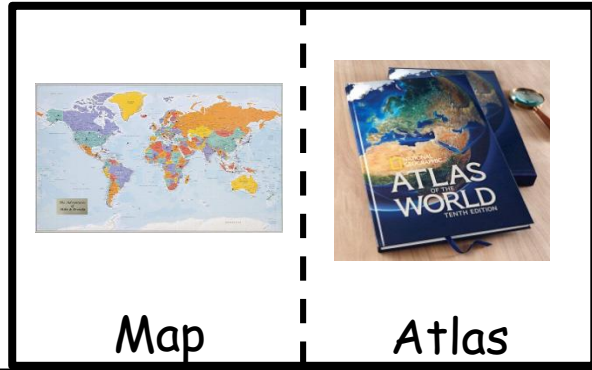 ATLAS
OF THE
WORLD
TENTH EDITION
Map
Atlas